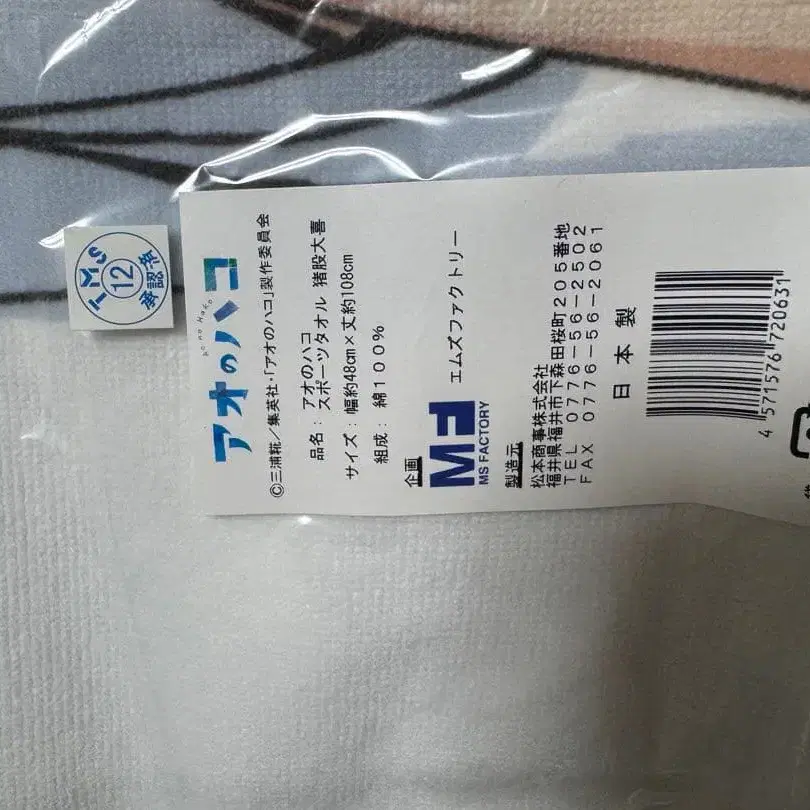 TMS
12
承認済
アオのハコ
Ao no Hako
©三浦糀／集英社・「アオのハコ」製作委員会
品名：アオのハコ
スポーツタオル 猪股大喜
サイズ：幅約48cm×丈約108cm
組成：綿１００％
企画
MF
MS FACTORY
エムズファクトリー
製造元
松本商事株式会社
福井県福井市下森田桜町２０５番地
ＴＥＬ ０７７６-５６-２５０２
ＦＡＸ ０７７６-５６-２０６１
日本製
4 571576 720631